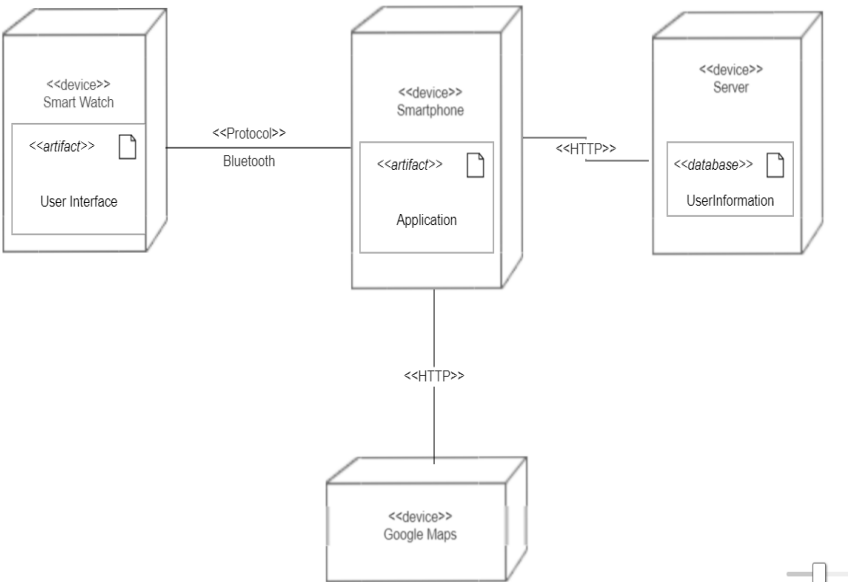 <<device>>
Smart Watch
<<artifact>>
User Interface
<<Protocol>>
Bluetooth
<<device>>
Smartphone
<<artifact>>
Application
<<HTTP>>
<<device>>
Server
<<database>>
UserInformation
<<HTTP>>
<<device>>
Google Maps